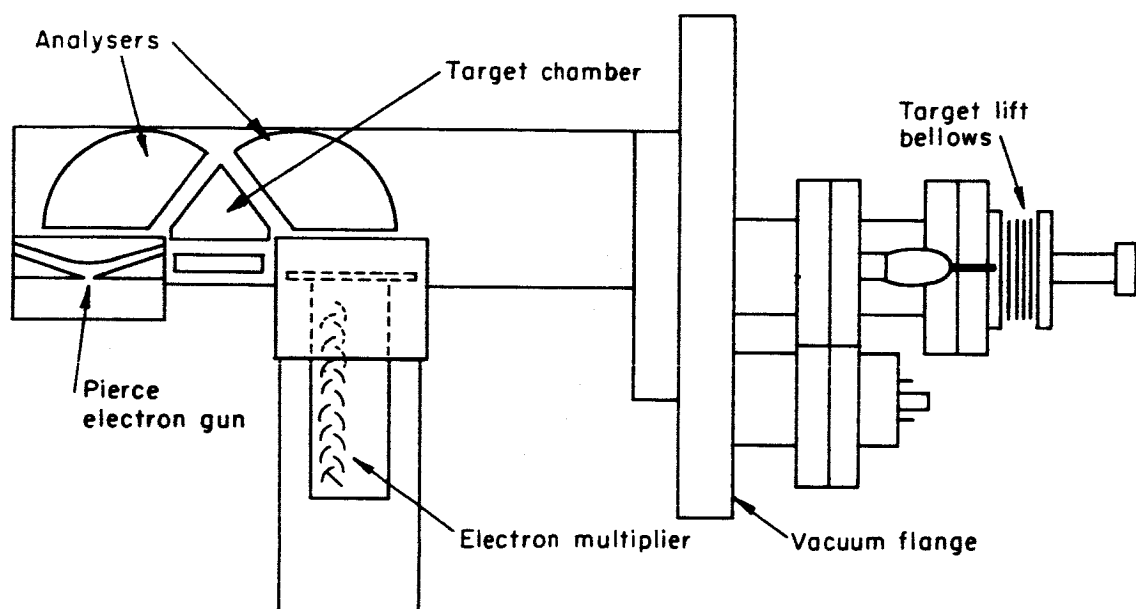 Analysers
Target chamber
Target lift
bellows
Pierce
electron gun
Electron multiplier
Vacuum flange